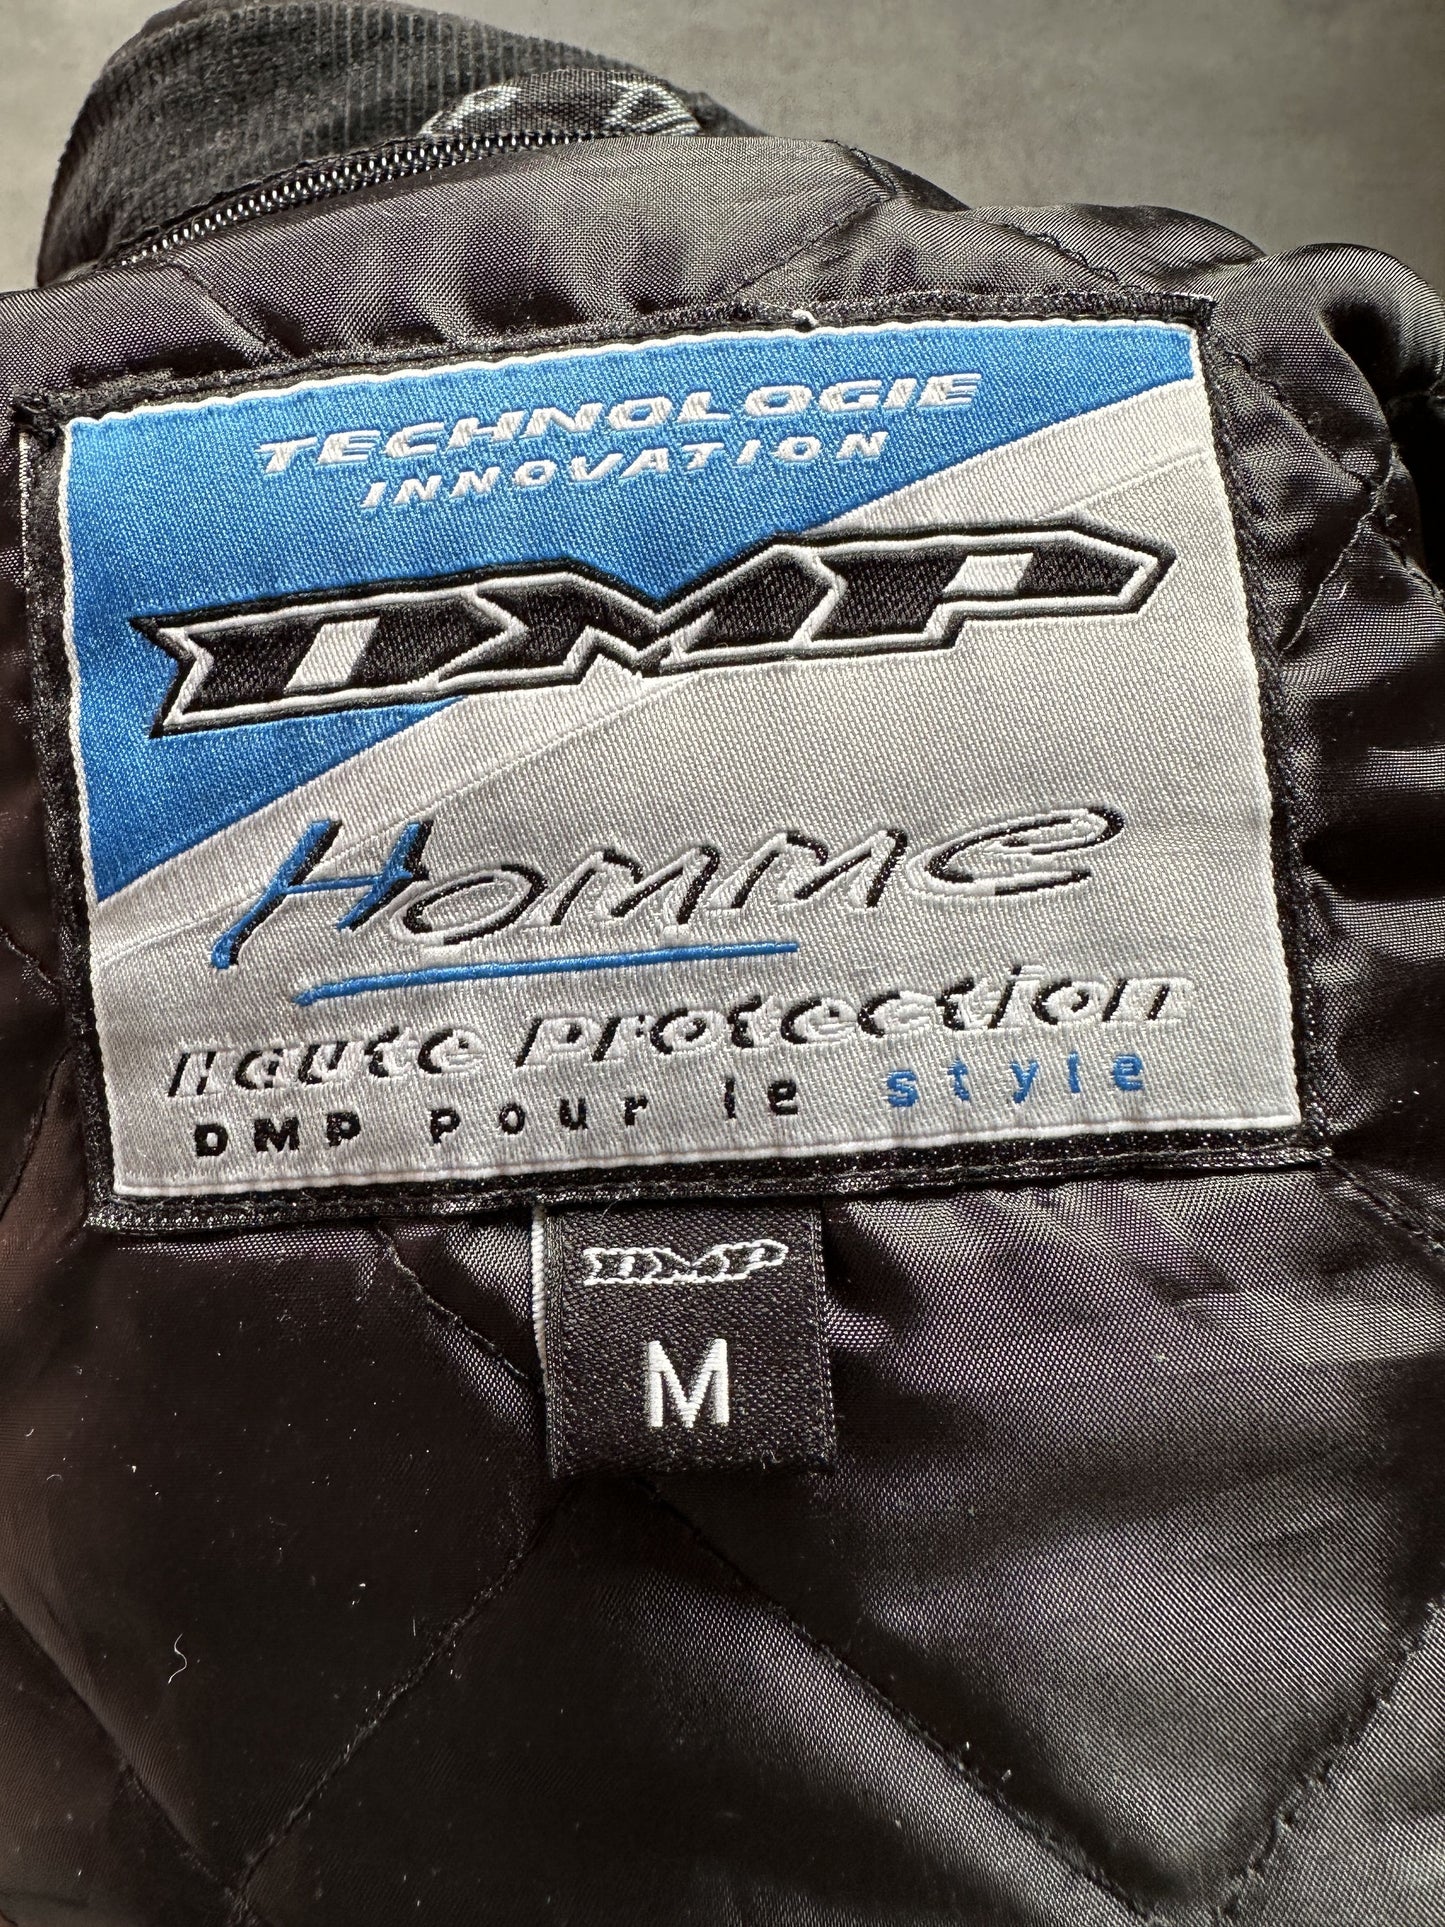 TECHNOLOGIE
INNOVATION
DMP
Homme
Haute Protection
DMP pour le style
DMP
M